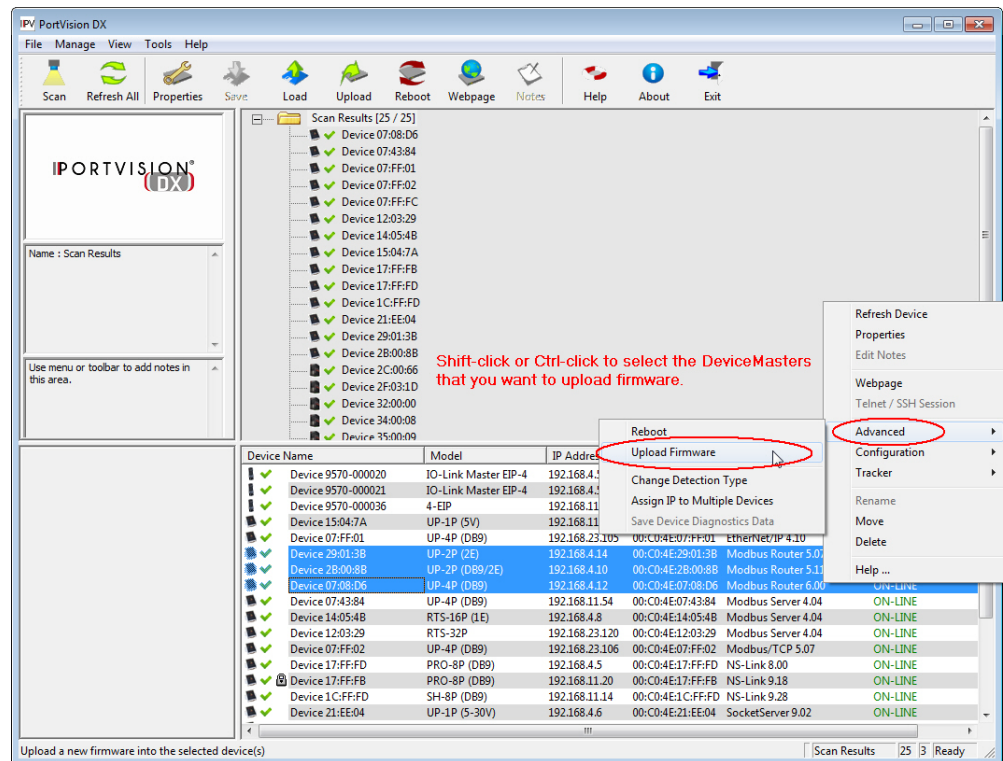 IPV PortVision DX
File Manage View Tools Help
Scan Refresh All Properties Save Load Upload Reboot Webpage Notes Help About Exit
IPORTVISION®
(DX)
Name : Scan Results
Use menu or toolbar to add notes in
this area.
Scan Results [25 / 25]
Device 07:08:D6
Device 07:43:84
Device 07:FF:01
Device 07:FF:02
Device 07:FF:FC
Device 12:03:29
Device 14:05:4B
Device 15:04:7A
Device 17:FF:FB
Device 17:FF:FD
Device 1C:FF:FD
Device 21:EE:04
Device 29:01:3B
Device 2B:00:8B
Device 2C:00:66
Device 2F:03:1D
Device 32:00:00
Device 34:00:08
Device 35:00:09
Shift-click or Ctrl-click to select the DeviceMasters
that you want to upload firmware.
Refresh Device
Properties
Edit Notes
Webpage
Telnet / SSH Session
Advanced
Configuration
Tracker
Rename
Move
Delete
Help ...
Reboot
Upload Firmware
Change Detection Type
Assign IP to Multiple Devices
Save Device Diagnostics Data
Device Name Model IP Addres
Device 9570-000020 IO-Link Master EIP-4 192.168.4.
Device 9570-000021 IO-Link Master EIP-4 192.168.4.
Device 9570-000036 4-EIP 192.168.11
Device 15:04:7A UP-1P (5V) 192.168.11
Device 07:FF:01 UP-4P (DB9) 192.168.23.105 00:C0:4E:07:FF:01 EtherNet/IP 4.10
Device 29:01:3B UP-2P (2E) 192.168.4.14 00:C0:4E:29:01:3B Modbus Router 5.07
Device 2B:00:8B UP-2P (DB9/2E) 192.168.4.10 00:C0:4E:2B:00:8B Modbus Router 5.11
Device 07:08:D6 UP-4P (DB9) 192.168.4.12 00:C0:4E:07:08:D6 Modbus Router 6.00 ON-LINE
Device 07:43:84 UP-4P (DB9) 192.168.11.54 00:C0:4E:07:43:84 Modbus Server 4.04 ON-LINE
Device 14:05:4B RTS-16P (1E) 192.168.4.8 00:C0:4E:14:05:4B Modbus Server 4.04 ON-LINE
Device 12:03:29 RTS-32P 192.168.23.120 00:C0:4E:12:03:29 Modbus Server 4.04 ON-LINE
Device 07:FF:02 UP-4P (DB9) 192.168.23.106 00:C0:4E:07:FF:02 Modbus/TCP 5.07 ON-LINE
Device 17:FF:FD PRO-8P (DB9) 192.168.4.5 00:C0:4E:17:FF:FD NS-Link 8.00 ON-LINE
Device 17:FF:FB PRO-8P (DB9) 192.168.11.20 00:C0:4E:17:FF:FB NS-Link 9.18 ON-LINE
Device 1C:FF:FD SH-8P (DB9) 192.168.11.14 00:C0:4E:1C:FF:FD NS-Link 9.28 ON-LINE
Device 21:EE:04 UP-1P (5-30V) 192.168.4.6 00:C0:4E:21:EE:04 SocketServer 9.02 ON-LINE
Upload a new firmware into the selected device(s) Scan Results 25 3 Ready